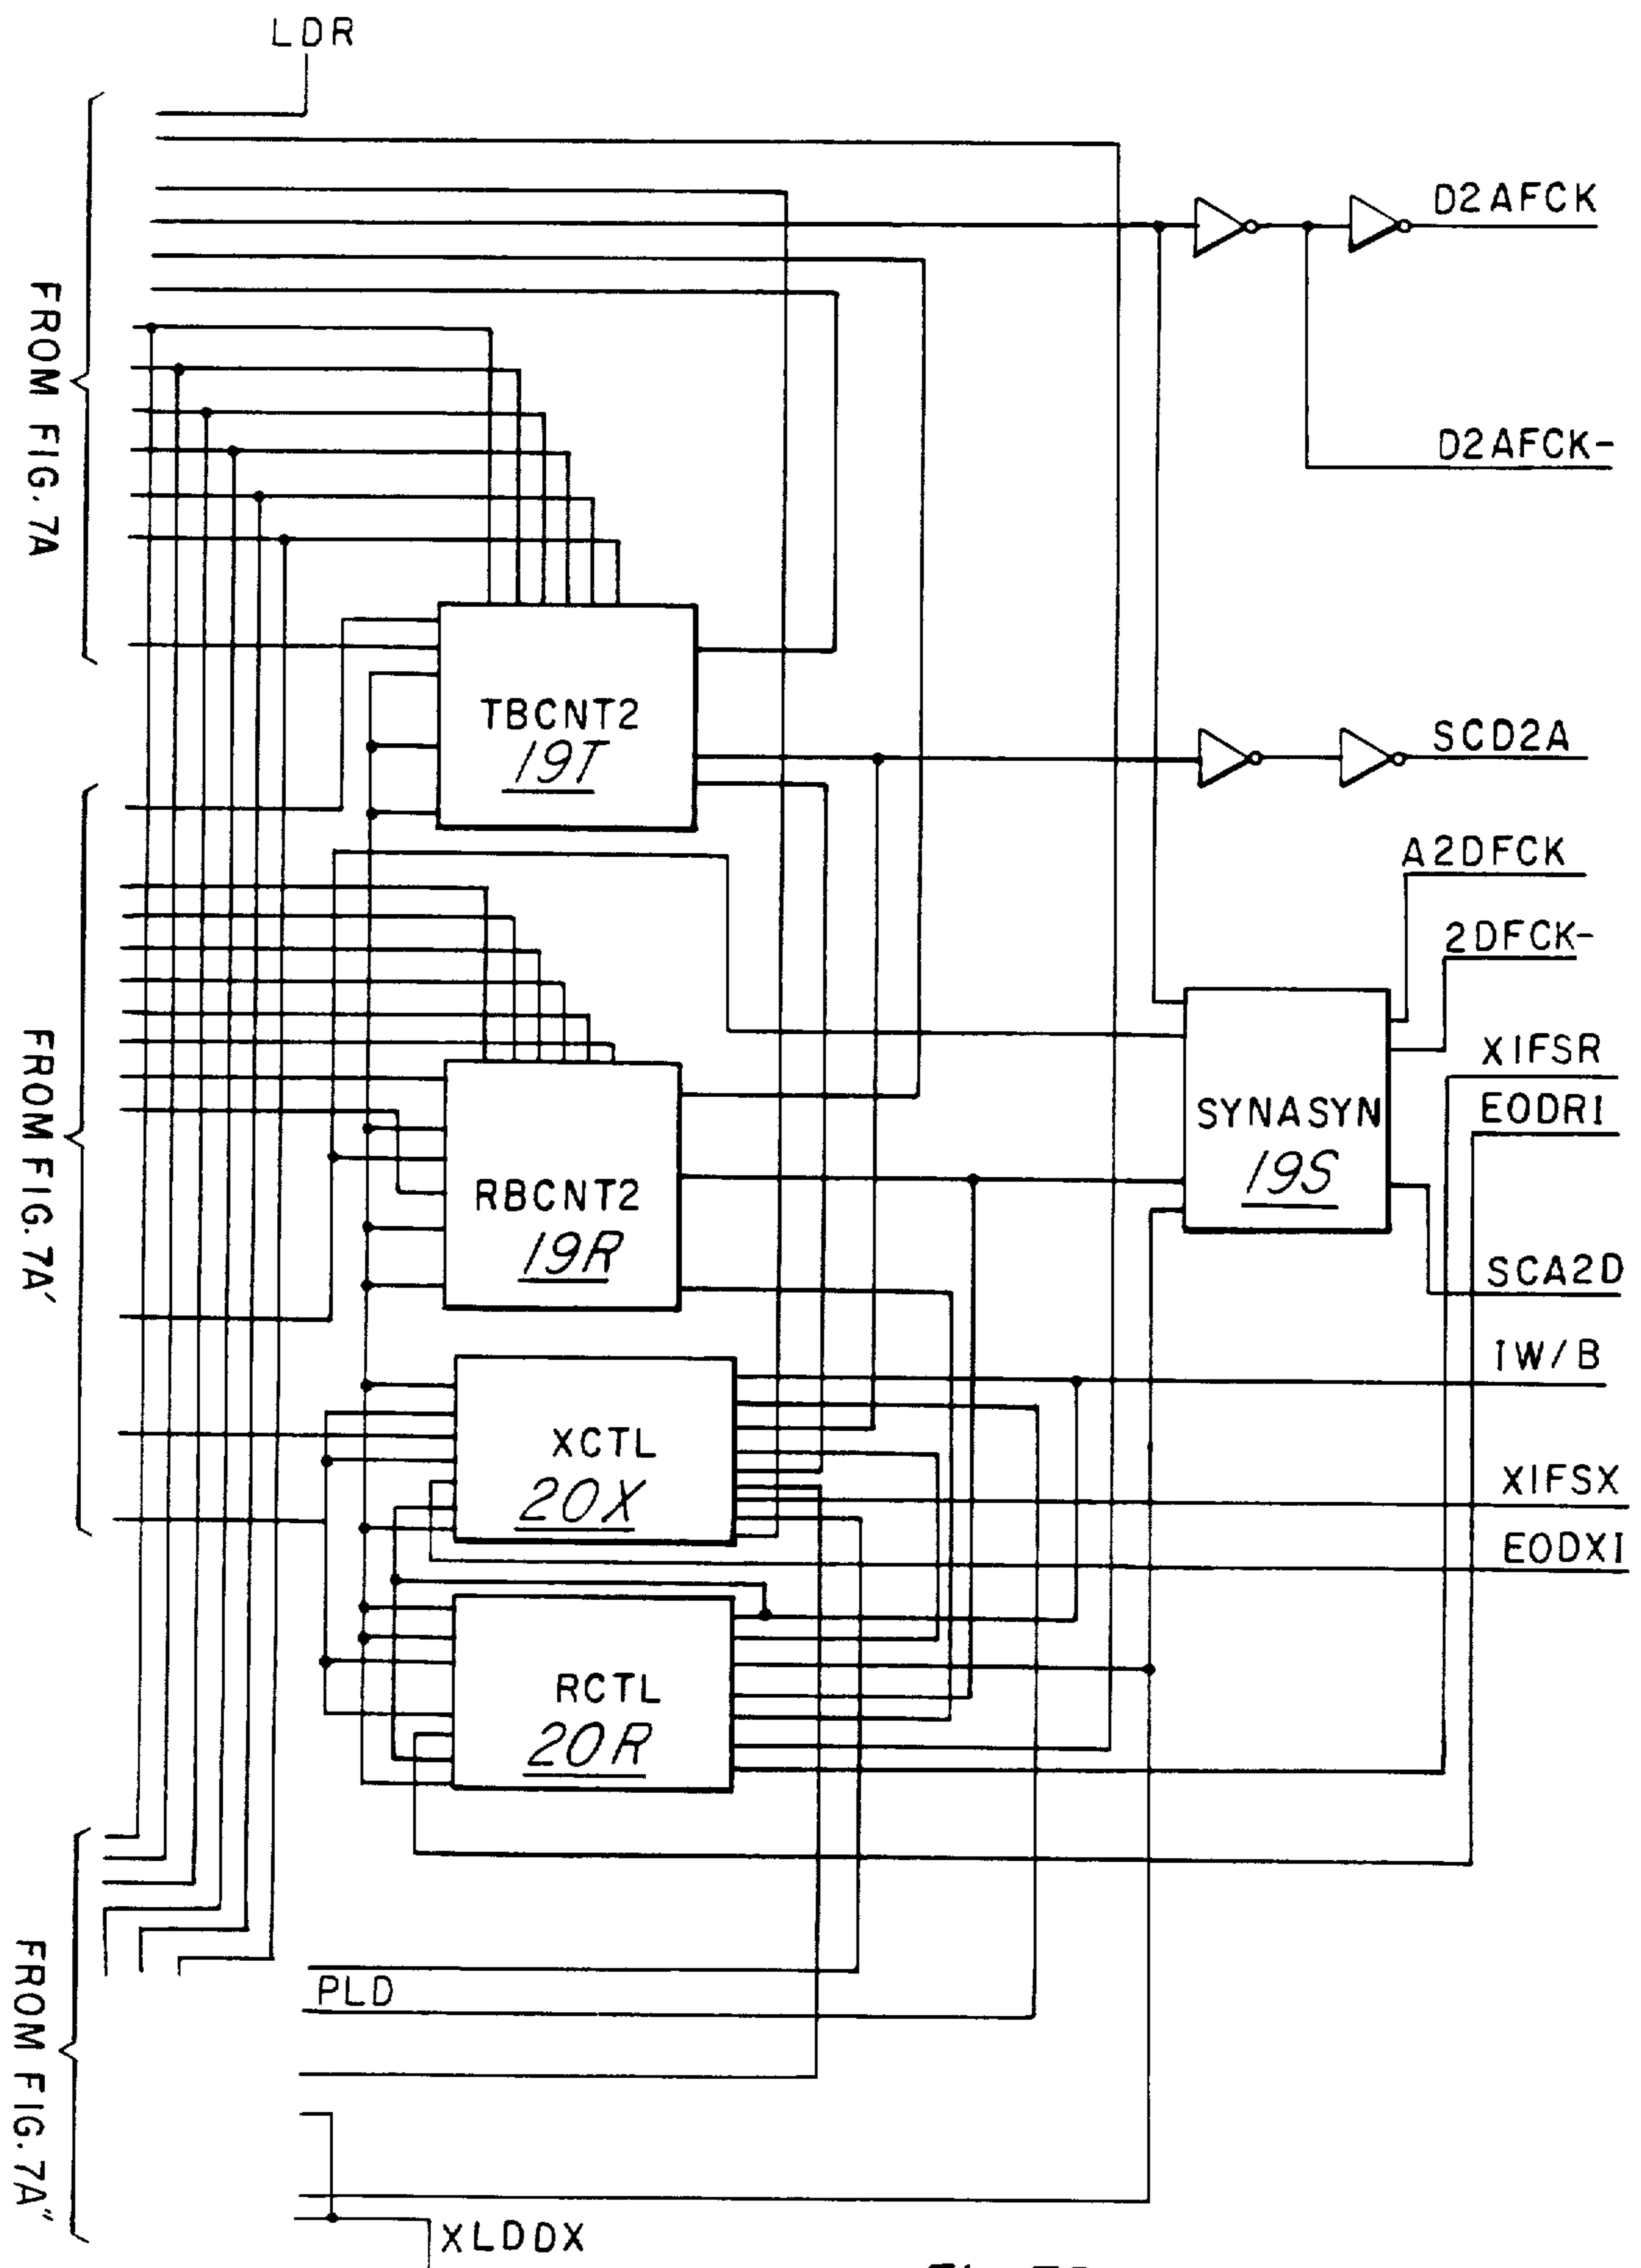 LDR
D2AFCK
FROM FIG. 7A
D2AFCK-
TBCNT2
19T
SCD2A
A2DFCK
2DFCK-
FROM FIG. 7A'
XIFSR
EODRI
SYNASYN
19S
RBCNT2
19R
SCA2D
IW/B
XCTL
20X
XIFSX
EODXI
RCTL
20R
FROM FIG. 7A"
PLD
XLDDX